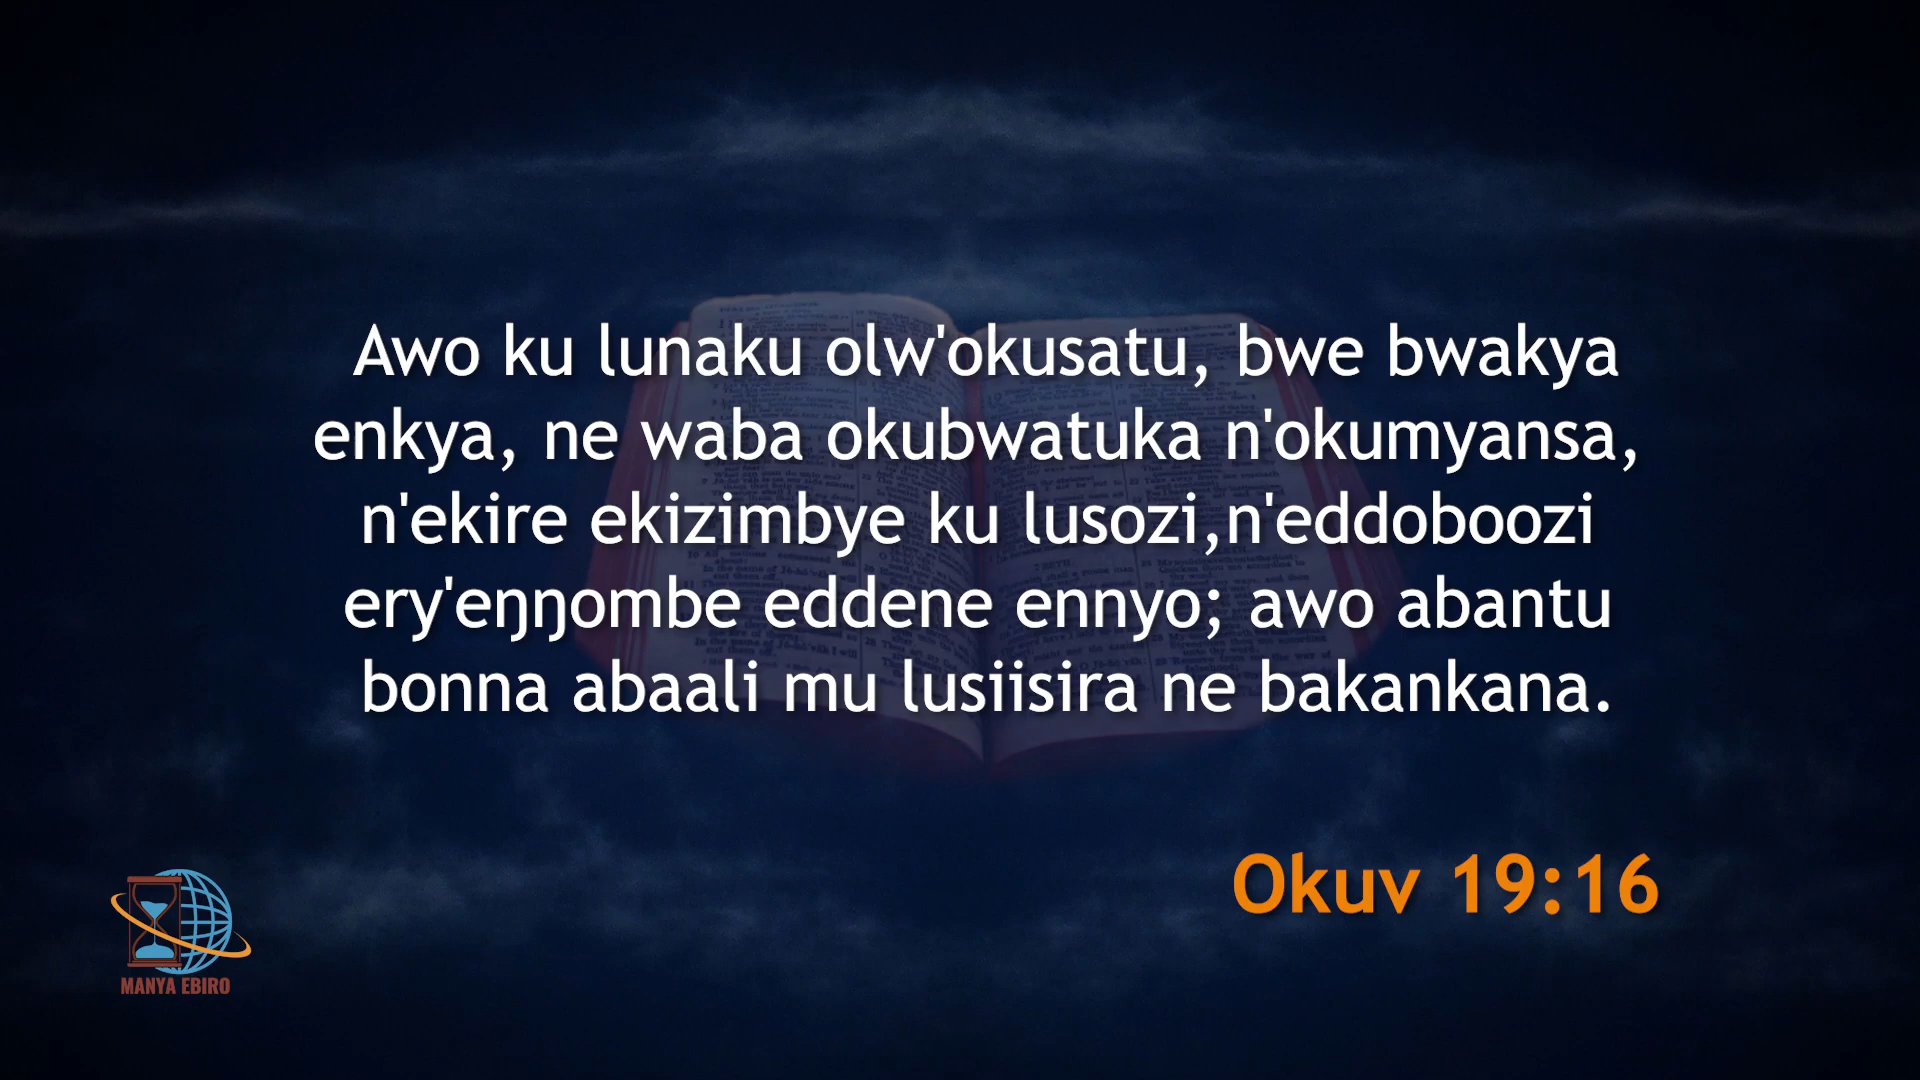 Awo ku lunaku olw'okusatu, bwe bwakya
enkya, ne waba okubwatuka n'okumyansa,
n'ekire ekizimbye ku lusozi,n'eddoboozi
ery'eŋŋombe eddene ennyo; awo abantu
bonna abaali mu lusiisira ne bakankana.
Okuv 19:16
MANYA EBIRO